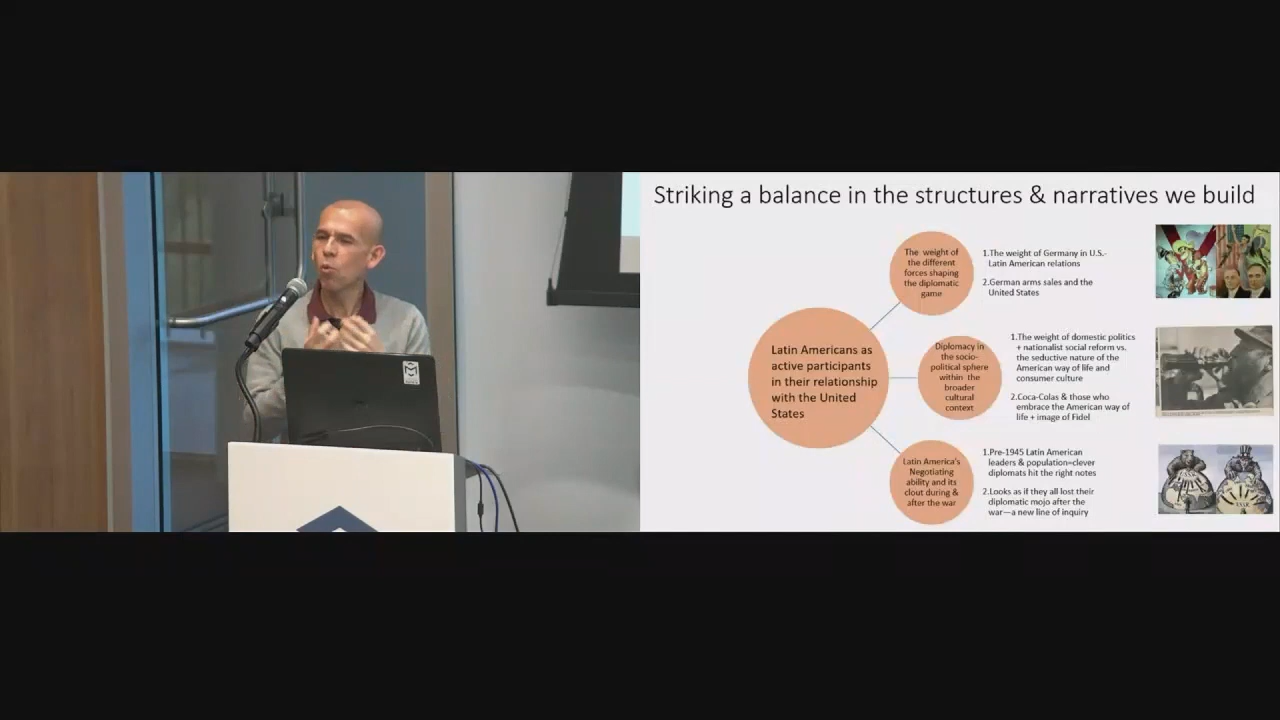 Striking a balance in the structures & narratives we build
Latin Americans as
active participants
in their relationship
with the United
States
The weight of
the different
forces shaping
the diplomatic
game
1.The weight of Germany in U.S.-
Latin American relations
2.German arms sales and the
United States
Diplomacy in
the socio-
political sphere
within the
broader
cultural
context
1.The weight of domestic politics
+ nationalist social reform vs.
the seductive nature of the
American way of life and
consumer culture
2.Coca-Colas & those who
embrace the American way of
life + image of Fidel
Latin America's
Negotiating
ability and its
clout during &
after the war
1.Pre-1945 Latin American
leaders & population=clever
diplomats hit the right notes
2.Looks as if they all lost their
diplomatic mojo after the
war—a new line of inquiry